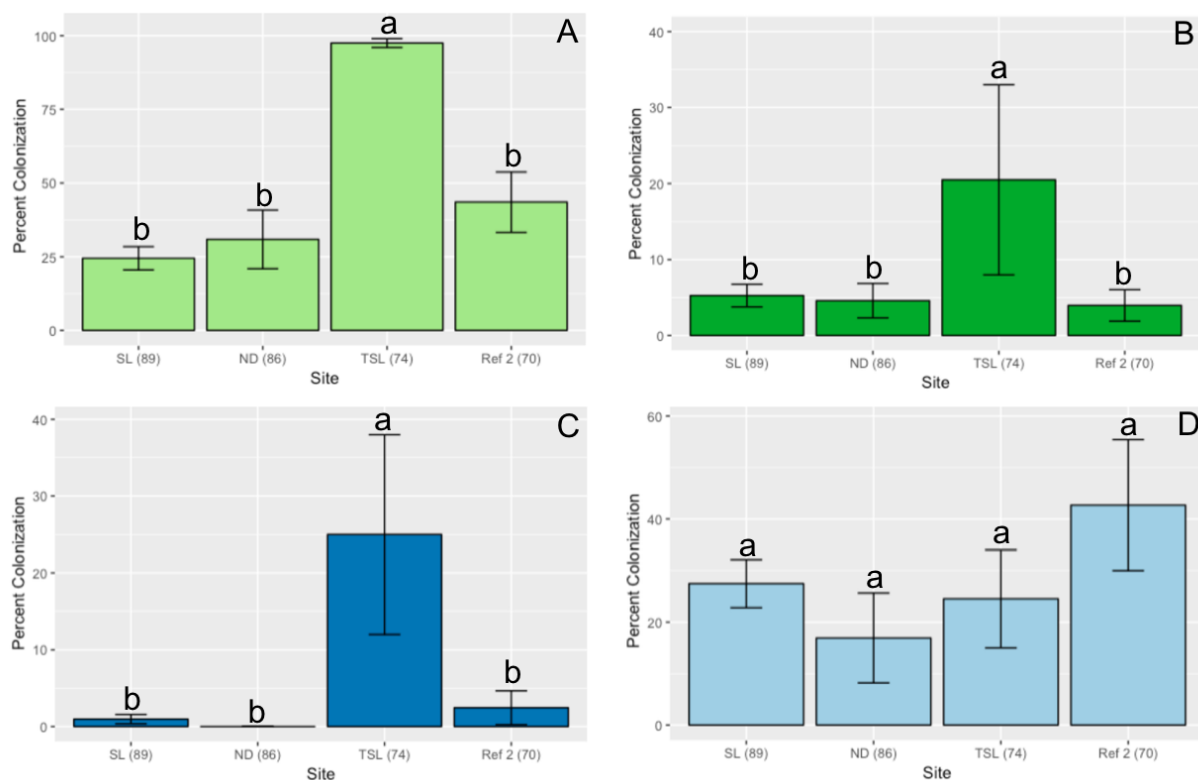 A
a
b
b
b
Percent Colonization
100
75
50
25
0
SL (89) ND (86) TSL (74) Ref 2 (70)
Site
B
a
b
b
b
Percent Colonization
40
30
20
10
0
SL (89) ND (86) TSL (74) Ref 2 (70)
Site
C
a
b
b
b
Percent Colonization
40
30
20
10
0
SL (89) ND (86) TSL (74) Ref 2 (70)
Site
D
a
a
a
a
Percent Colonization
60
40
20
0
SL (89) ND (86) TSL (74) Ref 2 (70)
Site